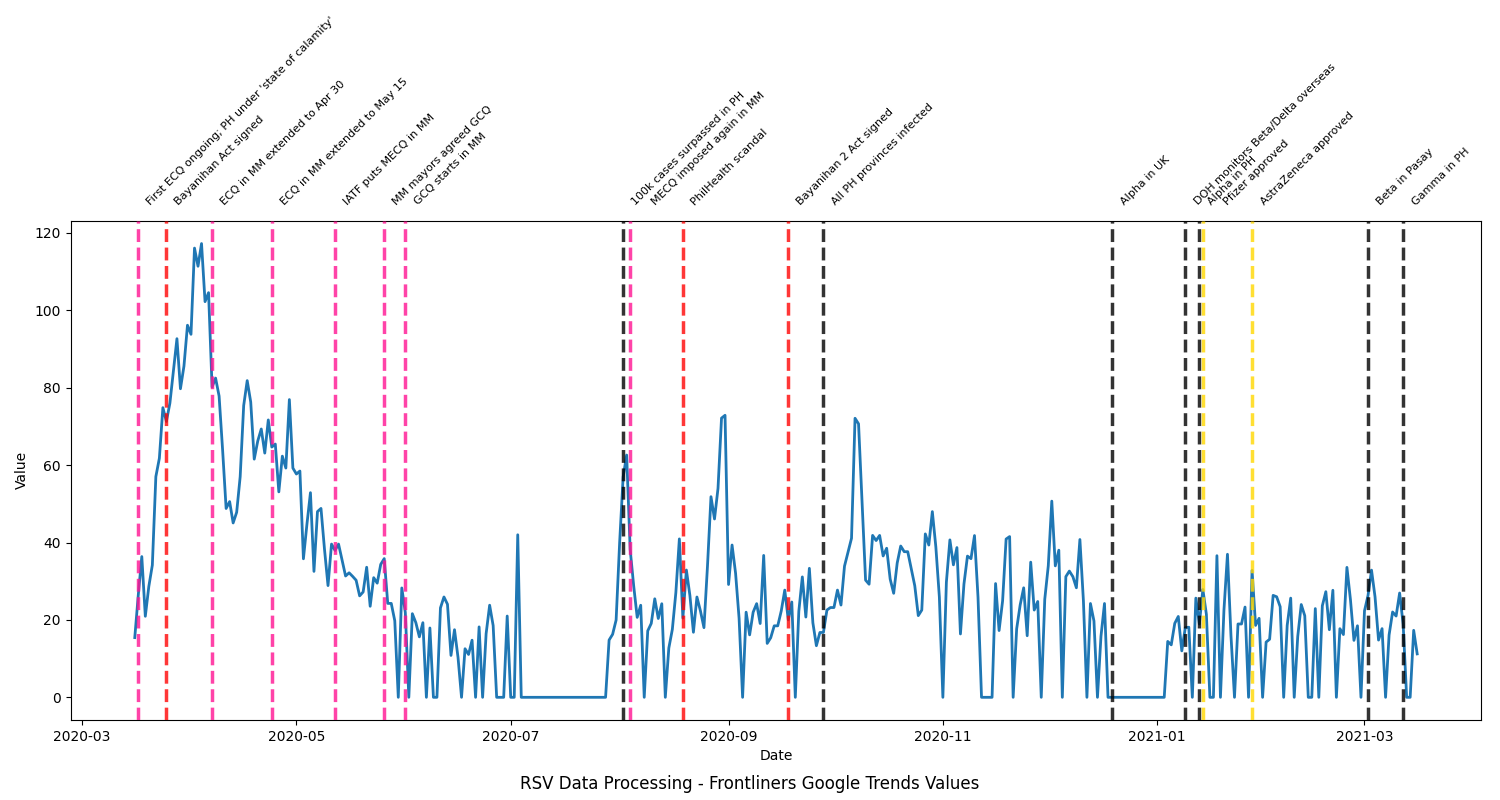 First ECQ ongoing; PH under 'state of calamity'
Bayanihan Act signed
ECQ in MM extended to Apr 30
ECQ in MM extended to May 15
IATF puts MECQ in MM
MM mayors agreed GCQ
GCQ starts in MM
100k cases surpassed in PH
MECQ imposed again in MM
PhilHealth scandal
Bayanihan 2 Act signed
All PH provinces infected
Alpha in UK
DOH monitors Beta/Delta overseas
Alpha in PH
Pfizer approved
AstraZeneca approved
Beta in Pasay
Gamma in PH
120
100
80
60
40
20
0
Value
2020-03
2020-05
2020-07
2020-09
2020-11
2021-01
2021-03
Date
RSV Data Processing - Frontliners Google Trends Values